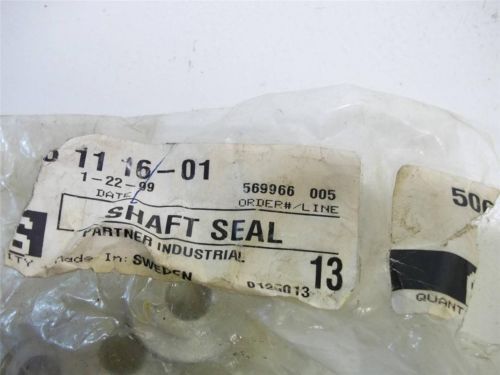 11 16-01
1-22-99 569966 005
DATE ORDER#/LINE
SHAFT SEAL
PARTNER INDUSTRIAL
Made In: SWEDEN
13
500
QUANT